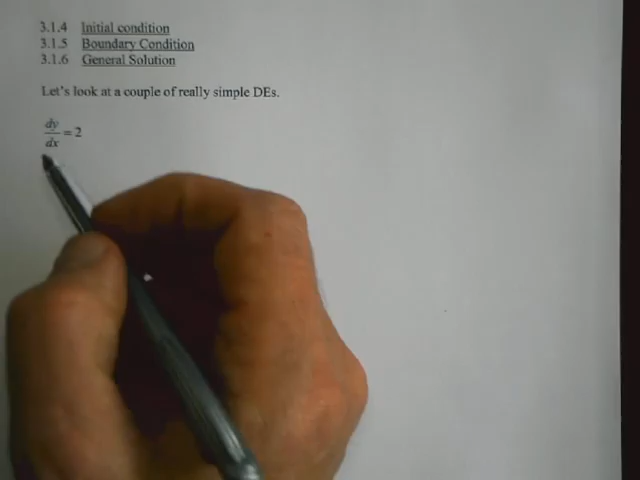 3.1.4 Initial condition
3.1.5 Boundary Condition
3.1.6 General Solution
Let's look at a couple of really simple DEs.
dy/dx = 2